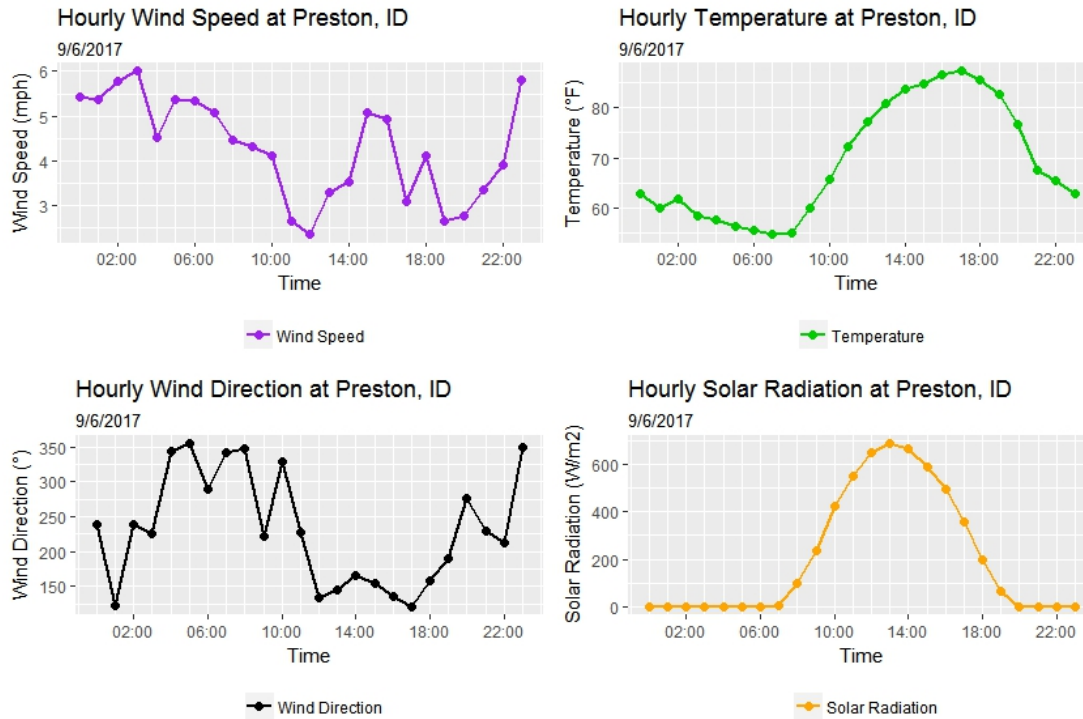 Hourly Wind Speed at Preston, ID
9/6/2017
Wind Speed (mph)
6
5
4
3
02:00 06:00 10:00 14:00 18:00 22:00
Time
Wind Speed
Hourly Temperature at Preston, ID
9/6/2017
Temperature (°F)
80
70
60
02:00 06:00 10:00 14:00 18:00 22:00
Time
Temperature
Hourly Wind Direction at Preston, ID
9/6/2017
Wind Direction (°)
350
300
250
200
150
02:00 06:00 10:00 14:00 18:00 22:00
Time
Wind Direction
Hourly Solar Radiation at Preston, ID
9/6/2017
Solar Radiation (W/m2)
600
400
200
0
02:00 06:00 10:00 14:00 18:00 22:00
Time
Solar Radiation